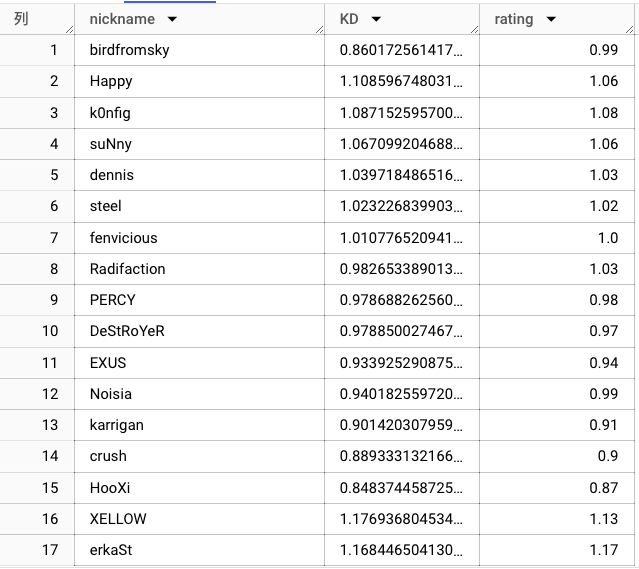 列 nickname KD rating
1 birdfromsky 0.860172561417... 0.99
2 Happy 1.108596748031... 1.06
3 k0nfig 1.087152595700... 1.08
4 suNny 1.067099204688... 1.06
5 dennis 1.039718486516... 1.03
6 steel 1.023226839903... 1.02
7 fenvicious 1.010776520941... 1.0
8 Radifaction 0.982653389013... 1.03
9 PERCY 0.978688262560... 0.98
10 DeStRoYeR 0.978850027467... 0.97
11 EXUS 0.933925290875... 0.94
12 Noisia 0.940182559720... 0.99
13 karrigan 0.901420307959... 0.91
14 crush 0.889333132166... 0.9
15 HooXi 0.848374458725... 0.87
16 XELLOW 1.176936804534... 1.13
17 erkaSt 1.168446504130... 1.17